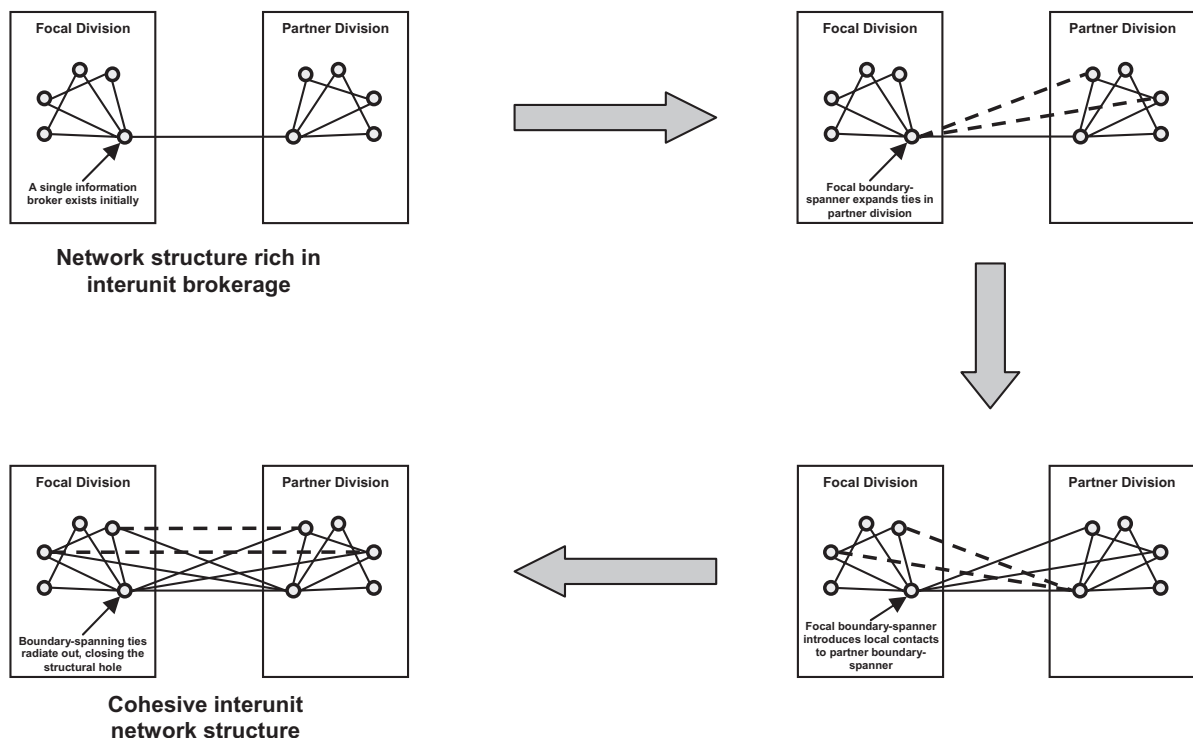 Focal Division
Partner Division
A single information
broker exists initially
Network structure rich in
interunit brokerage
Focal Division
Partner Division
Focal boundary-
spanner expands ties in
partner division
Focal Division
Partner Division
Focal boundary-spanner
introduces local contacts
to partner boundary-
spanner
Focal Division
Partner Division
Boundary-spanning ties
radiate out, closing the
structural hole
Cohesive interunit
network structure